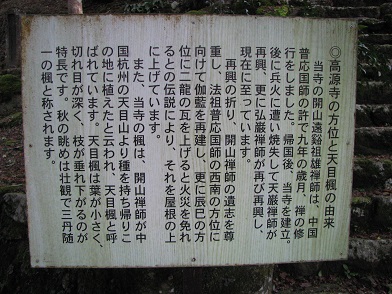 ◎高源寺の方位と天目楓の由来
当寺の開山遠谿祖雄禅師は、中国
普応国師の許で九年の歳月、禅の修
行をしました。帰国後、当寺を建立。
後に兵火に遭い焼失して天巌禅師が
再興、更に弘巌禅師が再び再興し、
現在に至っています。
再興の折り、開山禅師の遺志を尊
重し、法祖普応国師の西南の方位に
向けて伽藍を再建し、更に辰巳の方
位に二龍の瓦を上げると火災を免れ
るとの伝説により、それを屋根の上
に上げています。
また、当寺の楓は、開山禅師が中
国杭州の天目山より種を持ち帰りこ
の地に植えたと云われ、天目楓と呼
ばれています。天目楓は葉が小さく、
切れ目が深く、枝が垂れ下がるのが
特長です。秋の眺めは壮観で三丹随
一の楓と称されます。